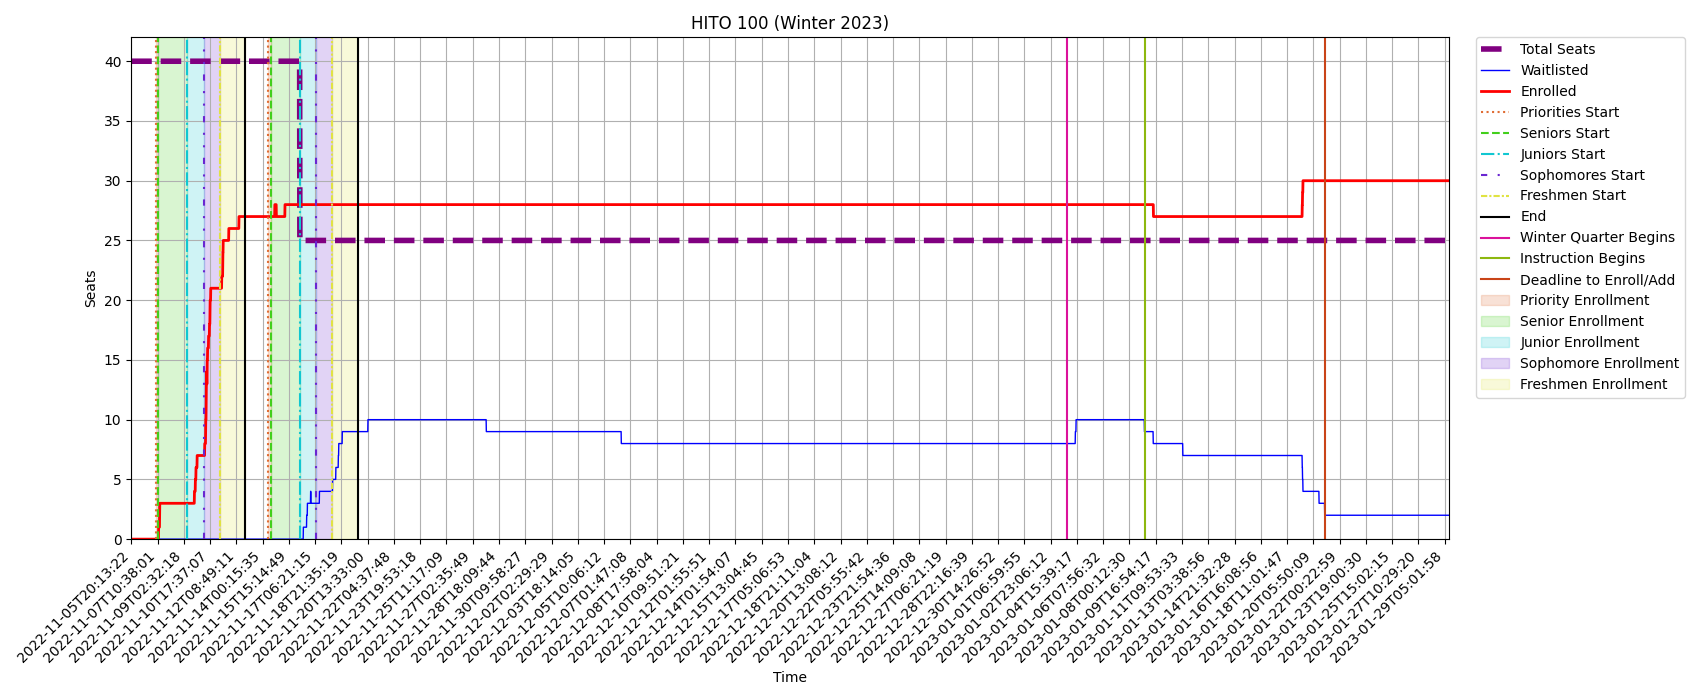 HITO 100 (Winter 2023)
40
35
30
25
20
15
10
5
0
Seats
2022-11-05T20:13:22
2022-11-07T10:38:01
2022-11-09T02:32:18
2022-11-10T17:37:07
2022-11-12T08:49:11
2022-11-14T00:15:35
2022-11-15T15:14:49
2022-11-17T06:21:15
2022-11-18T21:35:19
2022-11-20T13:33:00
2022-11-22T04:37:48
2022-11-23T19:53:18
2022-11-25T11:17:09
2022-11-27T02:35:49
2022-11-28T18:09:44
2022-11-30T09:58:27
2022-12-02T02:29:29
2022-12-03T18:14:05
2022-12-05T10:06:12
2022-12-07T01:47:08
2022-12-08T17:58:04
2022-12-10T09:51:21
2022-12-12T01:55:51
2022-12-14T01:54:07
2022-12-15T13:04:45
2022-12-17T05:06:53
2022-12-18T21:11:04
2022-12-20T13:08:12
2022-12-22T05:55:42
2022-12-23T21:54:36
2022-12-25T14:09:08
2022-12-27T06:21:19
2022-12-28T22:16:39
2022-12-30T14:26:52
2023-01-01T06:59:55
2023-01-02T23:06:12
2023-01-04T15:39:17
2023-01-06T07:56:32
2023-01-08T00:12:30
2023-01-09T16:54:17
2023-01-11T09:53:33
2023-01-13T03:38:56
2023-01-14T21:32:28
2023-01-16T16:08:56
2023-01-18T11:01:47
2023-01-20T05:50:09
2023-01-22T00:22:59
2023-01-23T19:00:30
2023-01-25T15:02:15
2023-01-27T10:29:20
2023-01-29T05:01:58
Time
Total Seats
Waitlisted
Enrolled
Priorities Start
Seniors Start
Juniors Start
Sophomores Start
Freshmen Start
End
Winter Quarter Begins
Instruction Begins
Deadline to Enroll/Add
Priority Enrollment
Senior Enrollment
Junior Enrollment
Sophomore Enrollment
Freshmen Enrollment